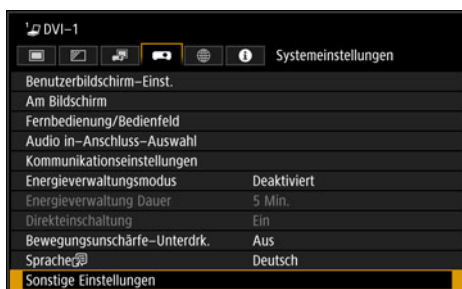 1 DVI-1
Systemeinstellungen
Benutzerbildschirm-Einst.
Am Bildschirm
Fernbedienung/Bedienfeld
Audio in-Anschluss-Auswahl
Kommunikationseinstellungen
Energieverwaltungsmodus Deaktiviert
Energieverwaltung Dauer 5 Min.
Direkteinschaltung Ein
Bewegungsunschärfe-Unterdrk. Aus
Sprache Deutsch
Sonstige Einstellungen